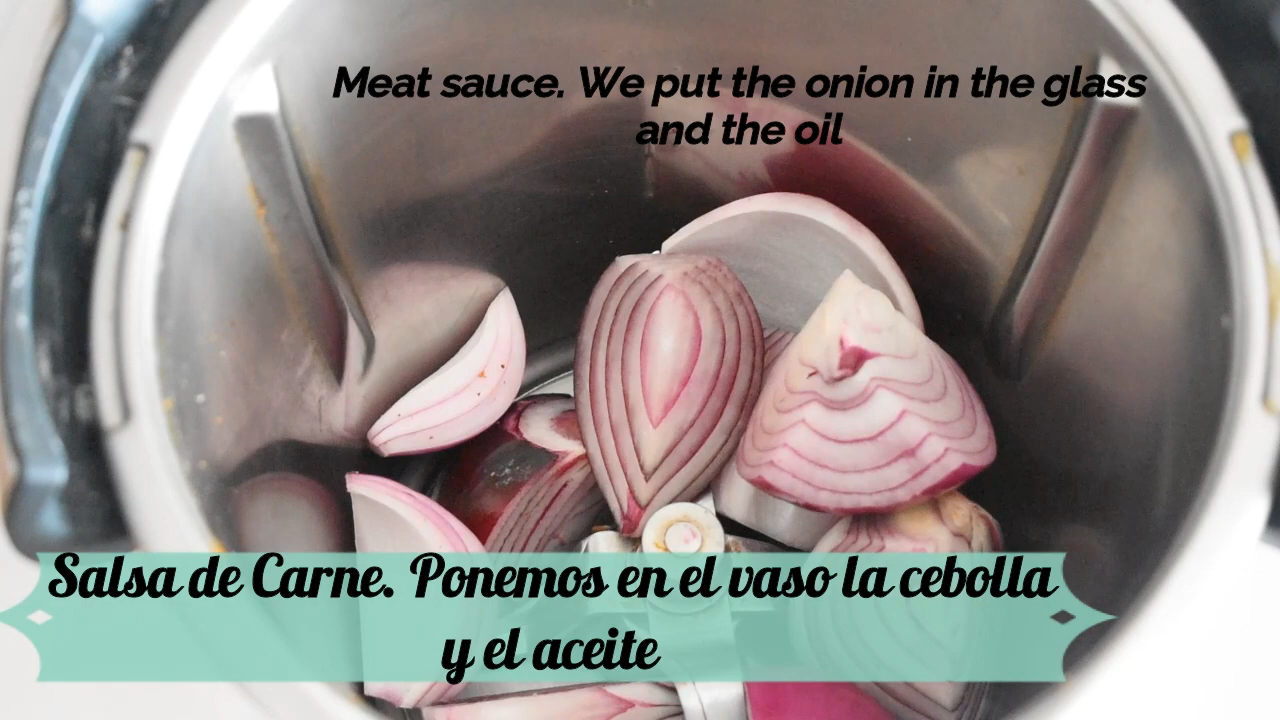 Meat sauce. We put the onion in the glass
and the oil
Salsa de Carne. Ponemos en el vaso la cebolla
y el aceite